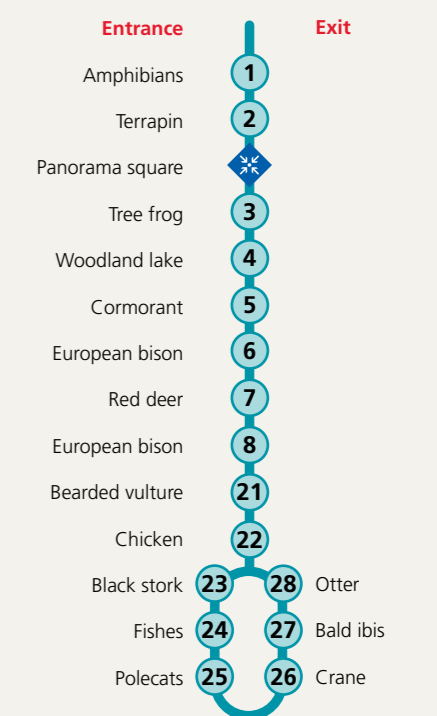 Entrance Exit
Amphibians 1
Terrapin 2
Panorama square
Tree frog 3
Woodland lake 4
Cormorant 5
European bison 6
Red deer 7
European bison 8
Bearded vulture 21
Chicken 22
Black stork 23 28 Otter
Fishes 24 27 Bald ibis
Polecats 25 26 Crane